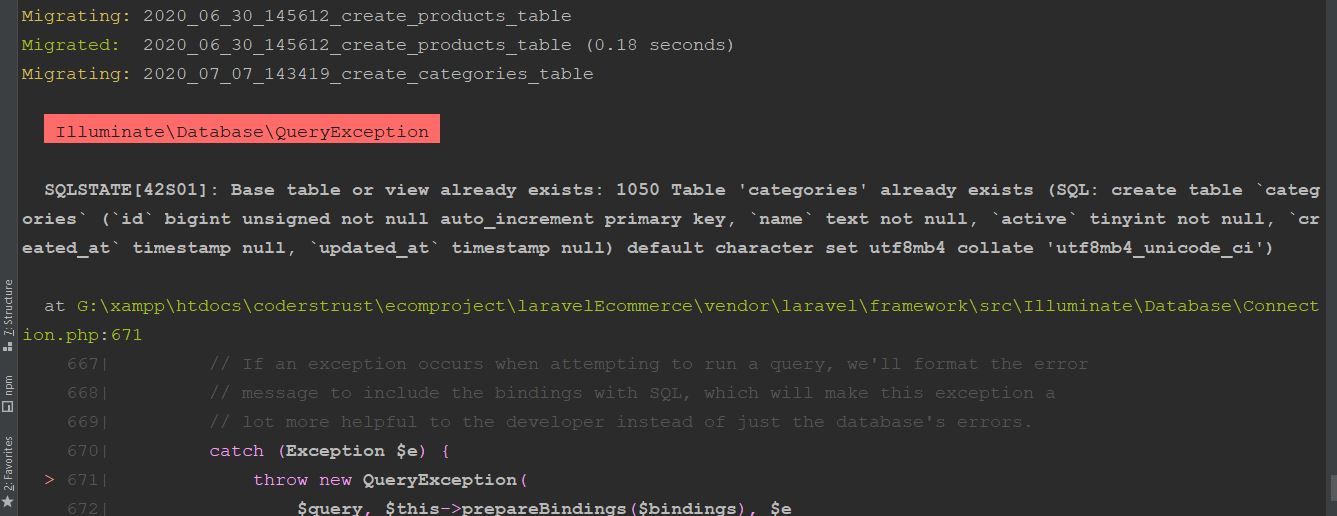 Migrating: 2020_06_30_145612_create_products_table
Migrated:  2020_06_30_145612_create_products_table (0.18 seconds)
Migrating: 2020_07_07_143419_create_categories_table
Illuminate\Database\QueryException
SQLSTATE[42S01]: Base table or view already exists: 1050 Table 'categories' already exists (SQL: create table `categ
ories` (`id` bigint unsigned not null auto_increment primary key, `name` text not null, `active` tinyint not null, `cr
eated_at` timestamp null, `updated_at` timestamp null) default character set utf8mb4 collate 'utf8mb4_unicode_ci')
at G:\xampp\htdocs\coderstrust\ecomproject\laravelEcommerce\vendor\laravel\framework\src\Illuminate\Database\Connect
ion.php:671
667| // If an exception occurs when attempting to run a query, we'll format the error
668| // message to include the bindings with SQL, which will make this exception a
669| // lot more helpful to the developer instead of just the database's errors.
670| catch (Exception $e) {
> 671| throw new QueryException(
672| $query, $this->prepareBindings($bindings), $e
7: Structure
npm
2: Favorites